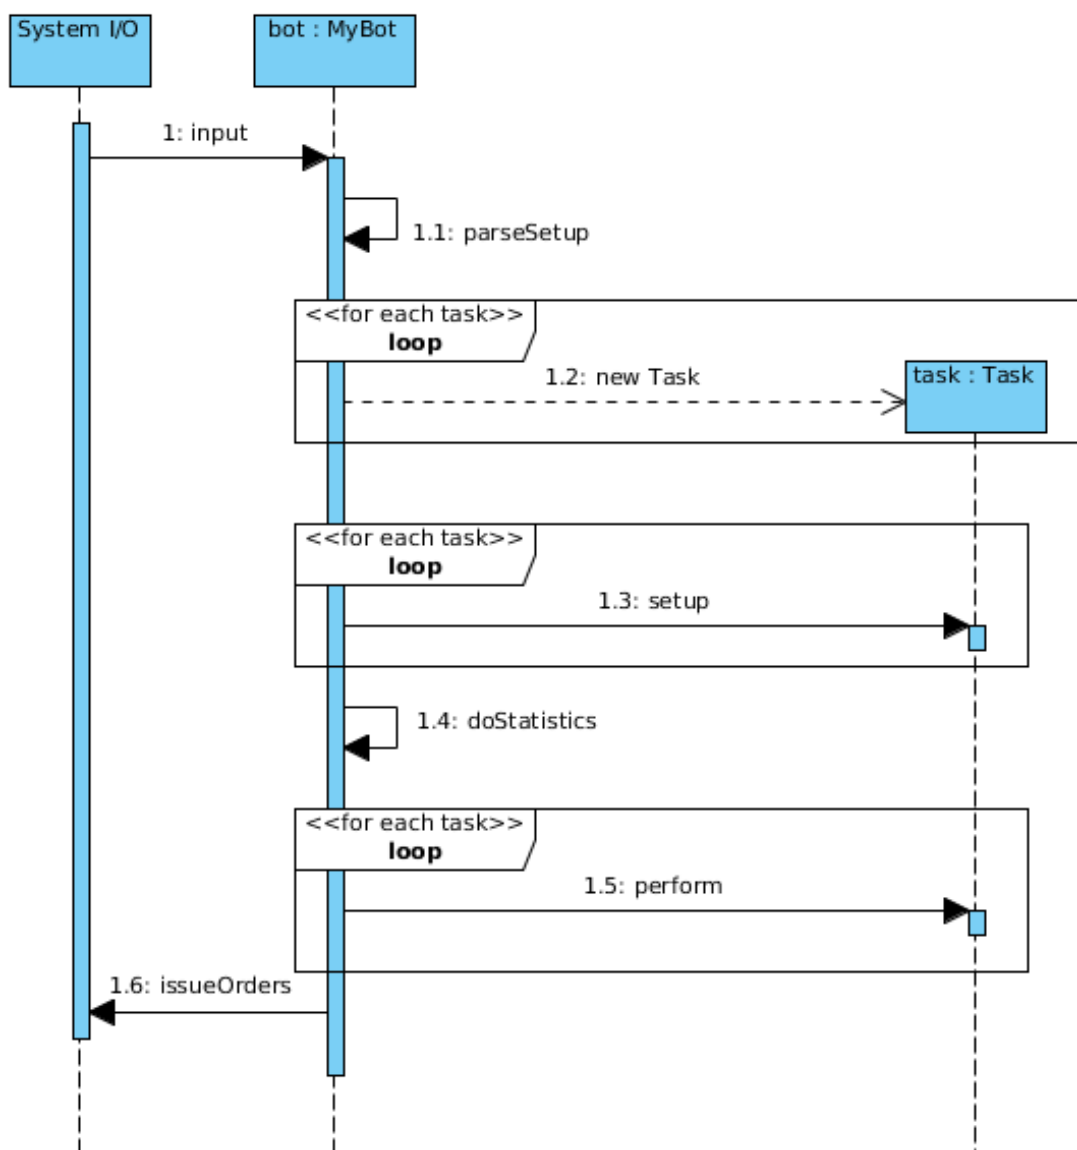 System I/O
bot : MyBot
1: input
1.1: parseSetup
<<for each task>>
loop
1.2: new Task
task : Task
<<for each task>>
loop
1.3: setup
1.4: doStatistics
<<for each task>>
loop
1.5: perform
1.6: issueOrders